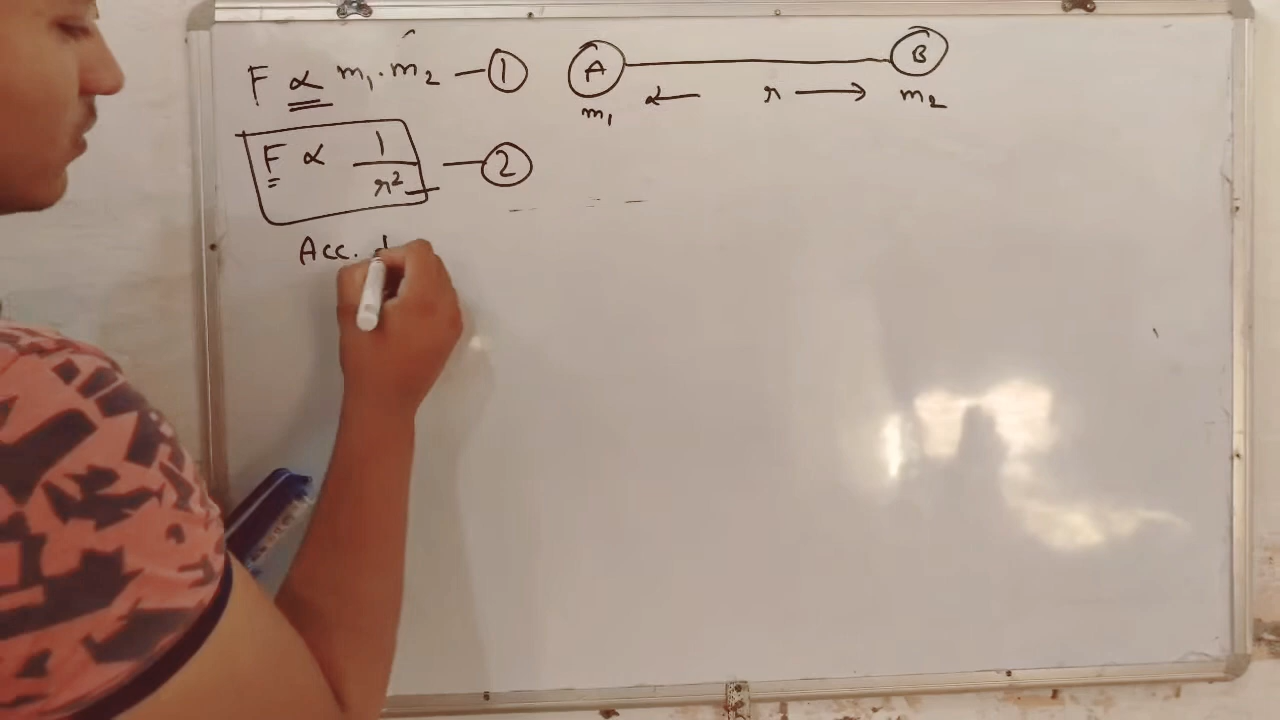 F ∝ m₁. m₂ — ①
F ∝ 1/r² — ②
Acc.
A B
m₁ ← r → m₂